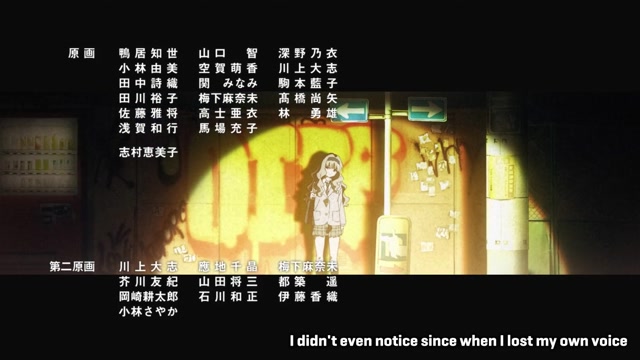 原画 鴨居知世 山口 智 深野乃衣
小林由美 空賀萌香 川上大志
田中詩織 関 みなみ 駒本藍子
田川裕子 梅下麻奈未 髙橋尚矢
佐藤雅将 高士亜衣 林 勇雄
浅賀和行 馬場充子
志村恵美子
第二原画 川上大志 應地千晶 梅下麻奈未
芥川友紀 山田将三 都築 遥
岡崎耕太郎 石川和正 伊藤香織
小林さやか
I didn't even notice since when I lost my own voice